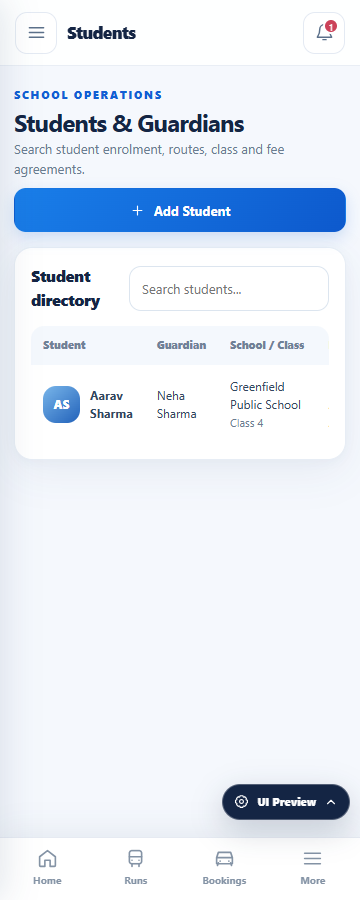 Students
1
SCHOOL OPERATIONS
Students & Guardians
Search student enrolment, routes, class and fee
agreements.
+ Add Student
Student
directory
Search students...
Student Guardian School / Class
AS
Aarav
Sharma
Neha
Sharma
Greenfield
Public School
Class 4
UI Preview
Home Runs Bookings More